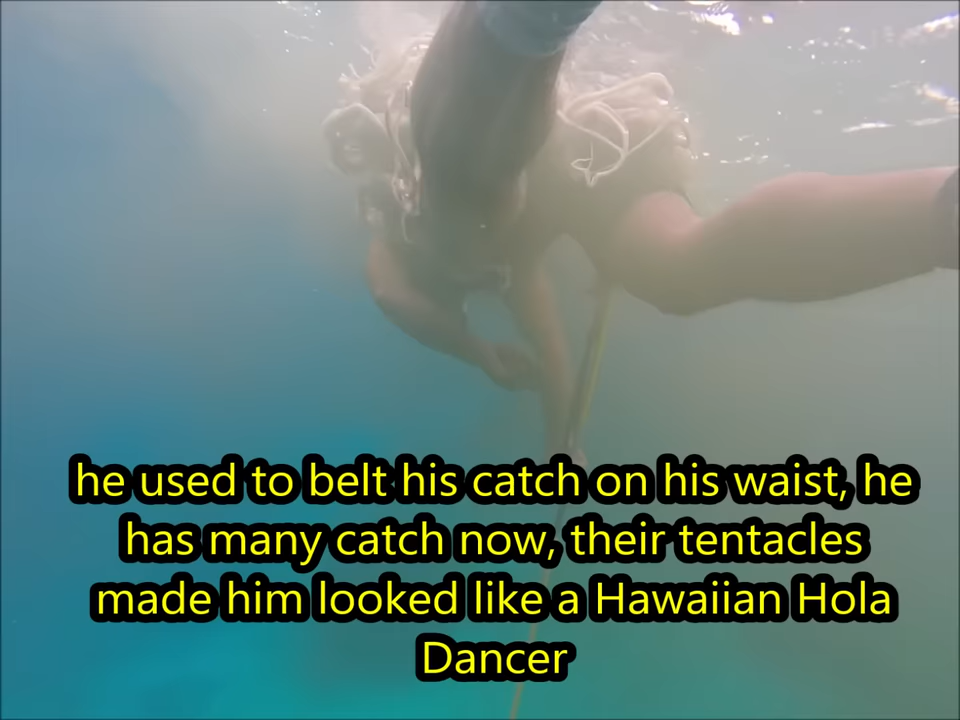 he used to belt his catch on his waist, he
has many catch now, their tentacles
made him looked like a Hawaiian Hola
Dancer